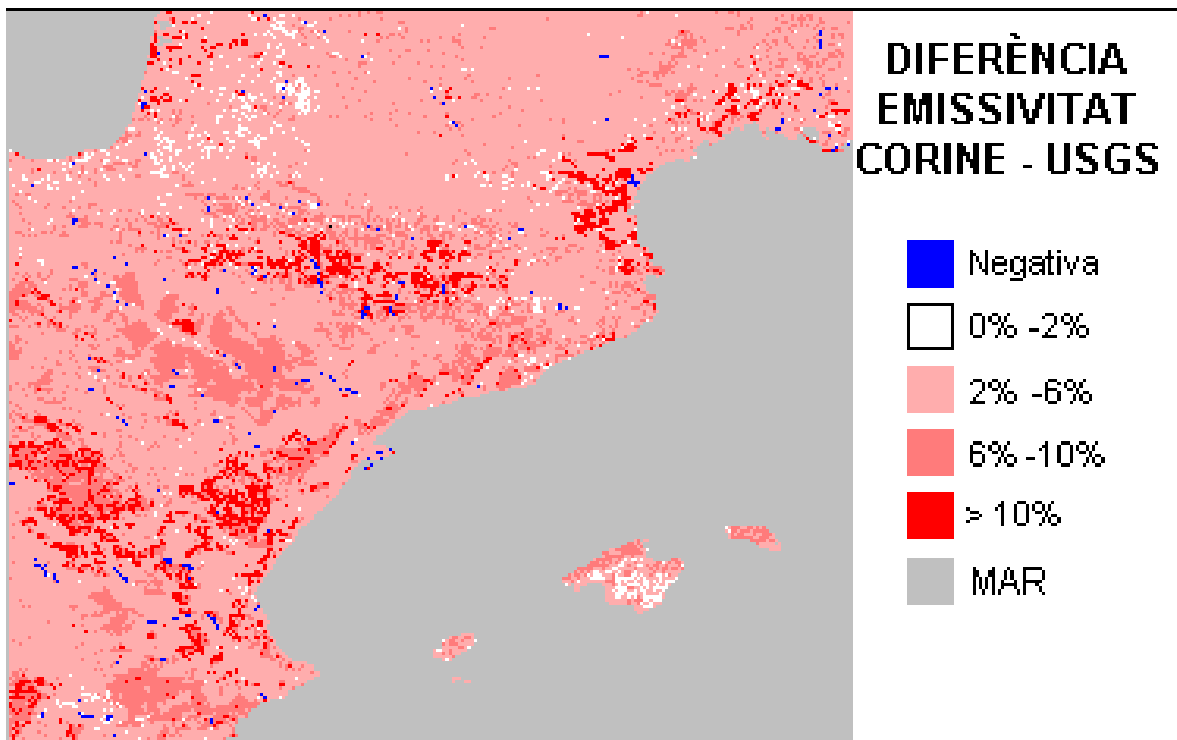 DIFERÈNCIA
EMISSIVITAT
CORINE - USGS
Negativa
0% -2%
2% -6%
6% -10%
> 10%
MAR